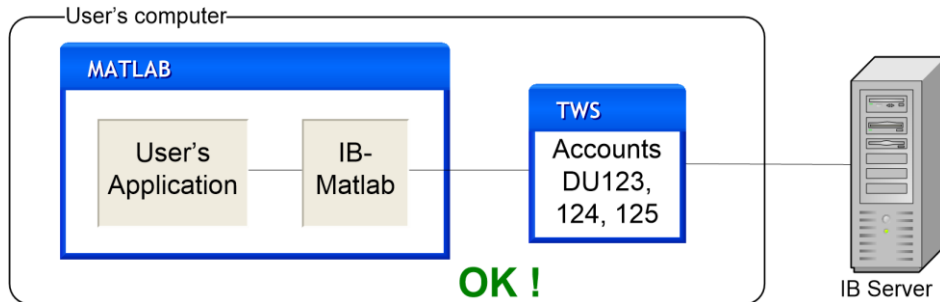 User's computer
MATLAB
User's
Application
IB-
Matlab
TWS
Accounts
DU123,
124, 125
OK !
IB Server